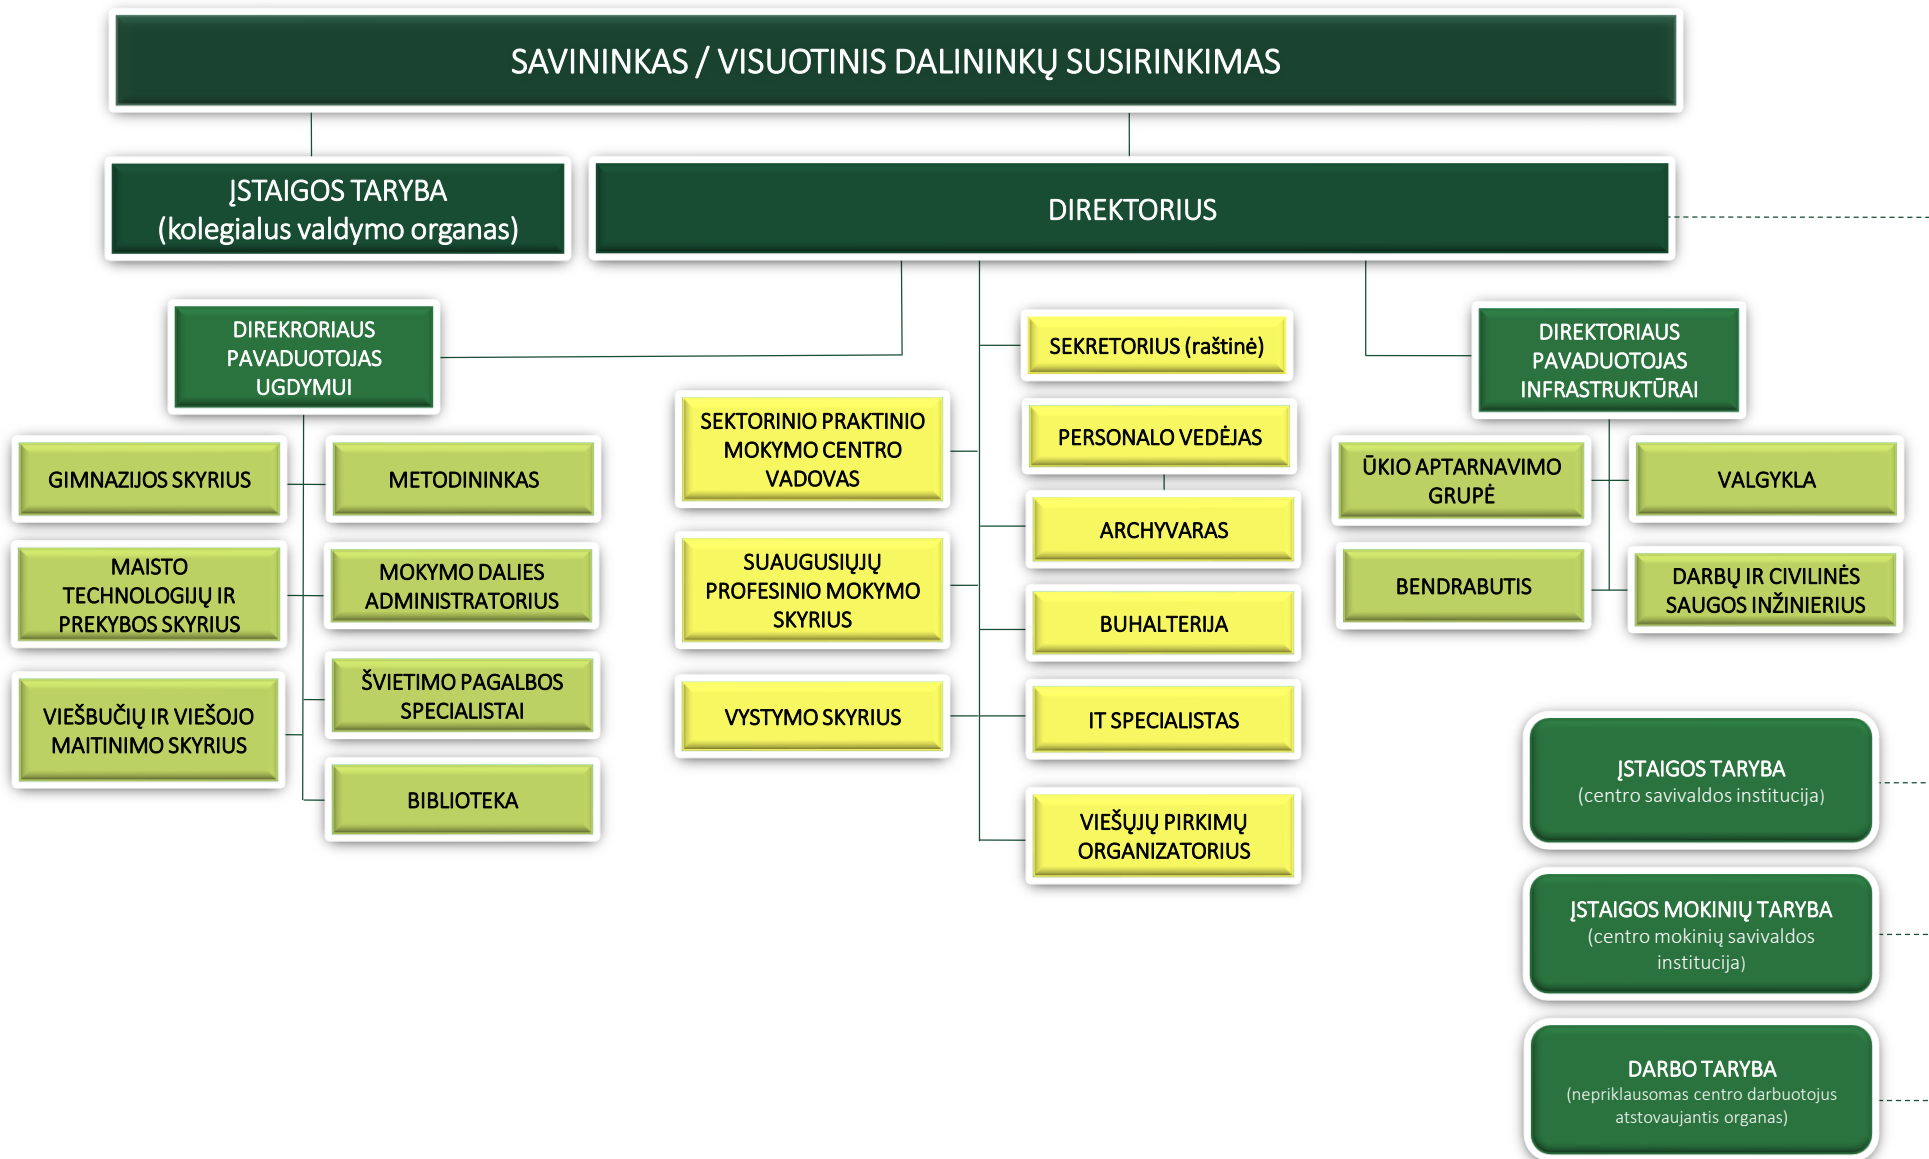 SAVININKAS / VISUOTINIS DALININKŲ SUSIRINKIMAS
ĮSTAIGOS TARYBA
(kolegialus valdymo organas)
DIREKTORIUS
DIREKRORIAUS
PAVADUOTOJAS
UGDYMUI
GIMNAZIJOS SKYRIUS
METODININKAS
MAISTO
TECHNOLOGIJŲ IR
PREKYBOS SKYRIUS
MOKYMO DALIES
ADMINISTRATORIUS
VIEŠBUČIŲ IR VIEŠOJO
MAITINIMO SKYRIUS
ŠVIETIMO PAGALBOS
SPECIALISTAI
BIBLIOTEKA
SEKRETORIUS (raštinė)
SEKTORINIO PRAKTINIO
MOKYMO CENTRO
VADOVAS
PERSONALO VEDĖJAS
ARCHYVARAS
SUAUGUSIŲJŲ
PROFESINIO MOKYMO
SKYRIUS
BUHALTERIJA
VYSTYMO SKYRIUS
IT SPECIALISTAS
VIEŠŲJŲ PIRKIMŲ
ORGANIZATORIUS
DIREKTORIAUS
PAVADUOTOJAS
INFRASTRUKTŪRAI
ŪKIO APTARNAVIMO
GRUPĖ
VALGYKLA
BENDRABUTIS
DARBŲ IR CIVILINĖS
SAUGOS INŽINIERIUS
ĮSTAIGOS TARYBA
(centro savivaldos institucija)
ĮSTAIGOS MOKINIŲ TARYBA
(centro mokinių savivaldos
institucija)
DARBO TARYBA
(nepriklausomas centro darbuotojus
atstovaujantis organas)